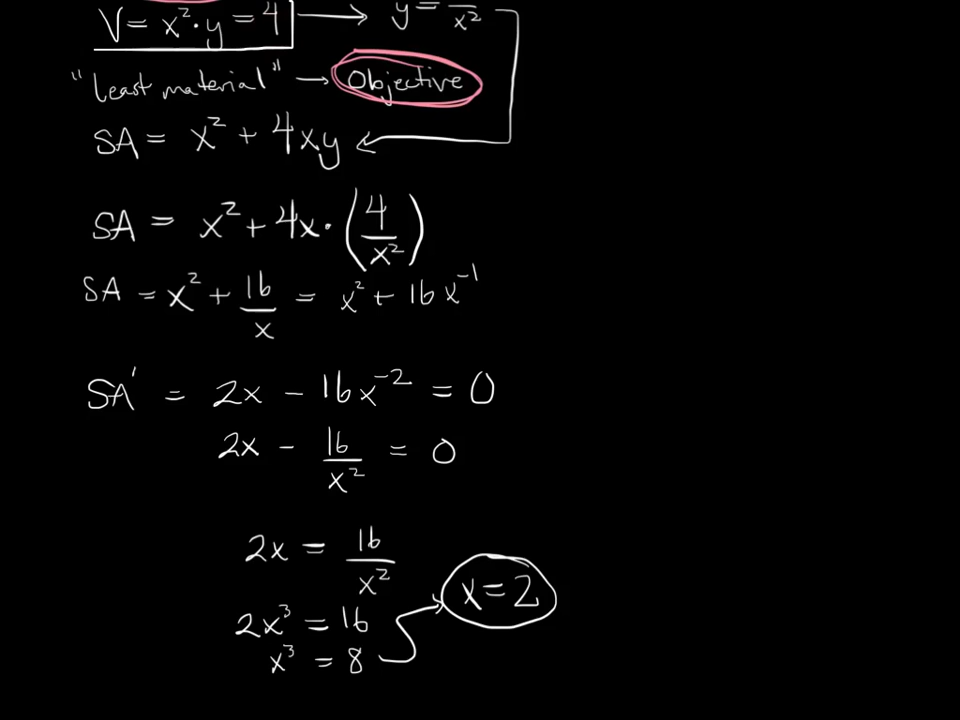 V = x²·y = 4 → y = — x²
"Least material" → Objective
SA = x² + 4xy ←
SA = x² + 4x · (4/x²)
SA = x² + 16/x = x² + 16x⁻¹
SA' = 2x − 16x⁻² = 0
2x − 16/x² = 0
2x = 16/x²
2x³ = 16
x³ = 8
x = 2